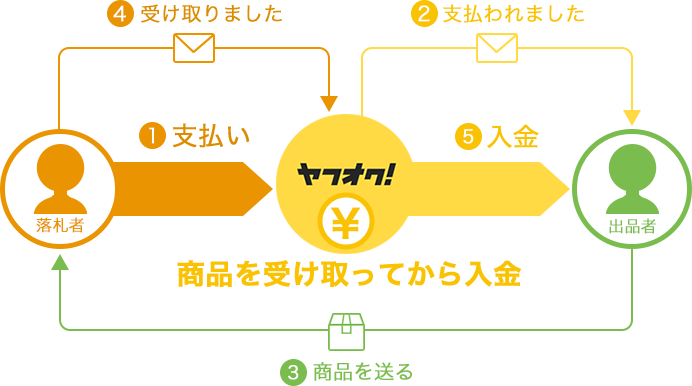 ④ 受け取りました
② 支払われました
① 支払い
⑤ 入金
ヤフオク!
¥
落札者
出品者
商品を受け取ってから入金
③ 商品を送る